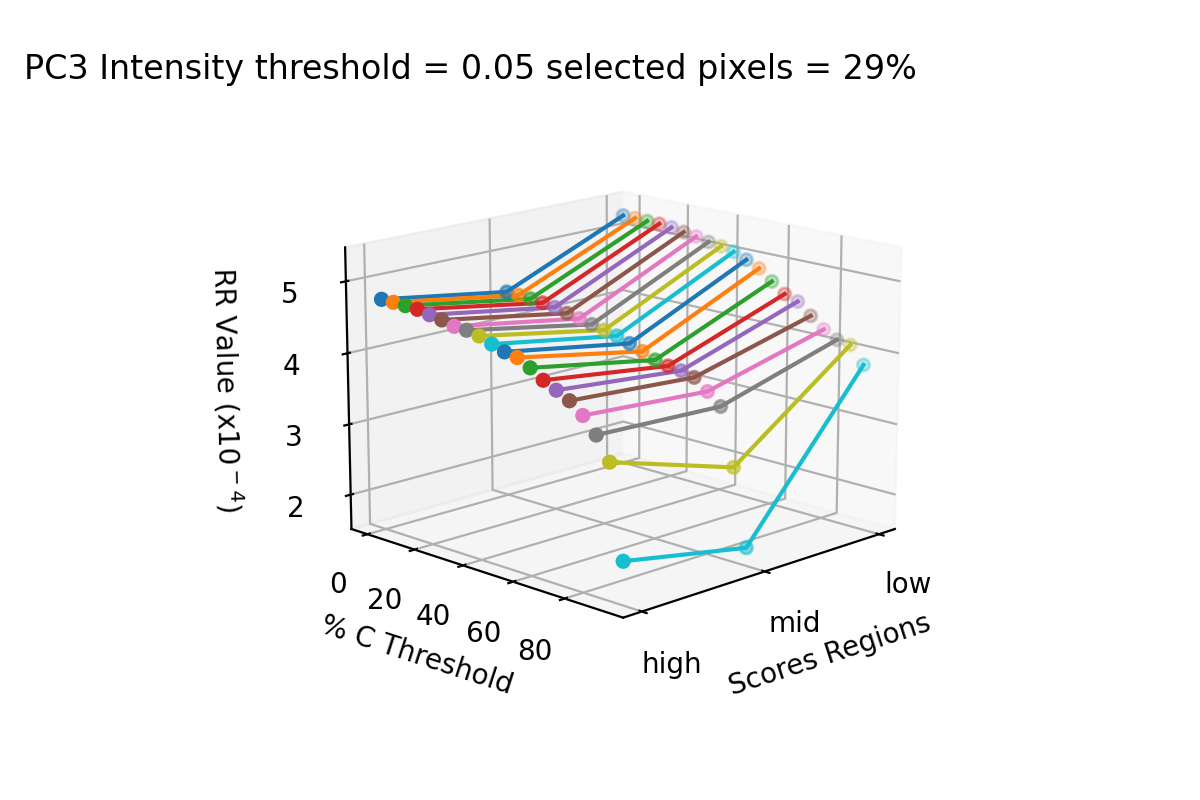 PC3 Intensity threshold = 0.05 selected pixels = 29%
RR Value (x10⁻⁴)
5
4
3
2
0
20
40
60
80
% C Threshold
high
mid
low
Scores Regions